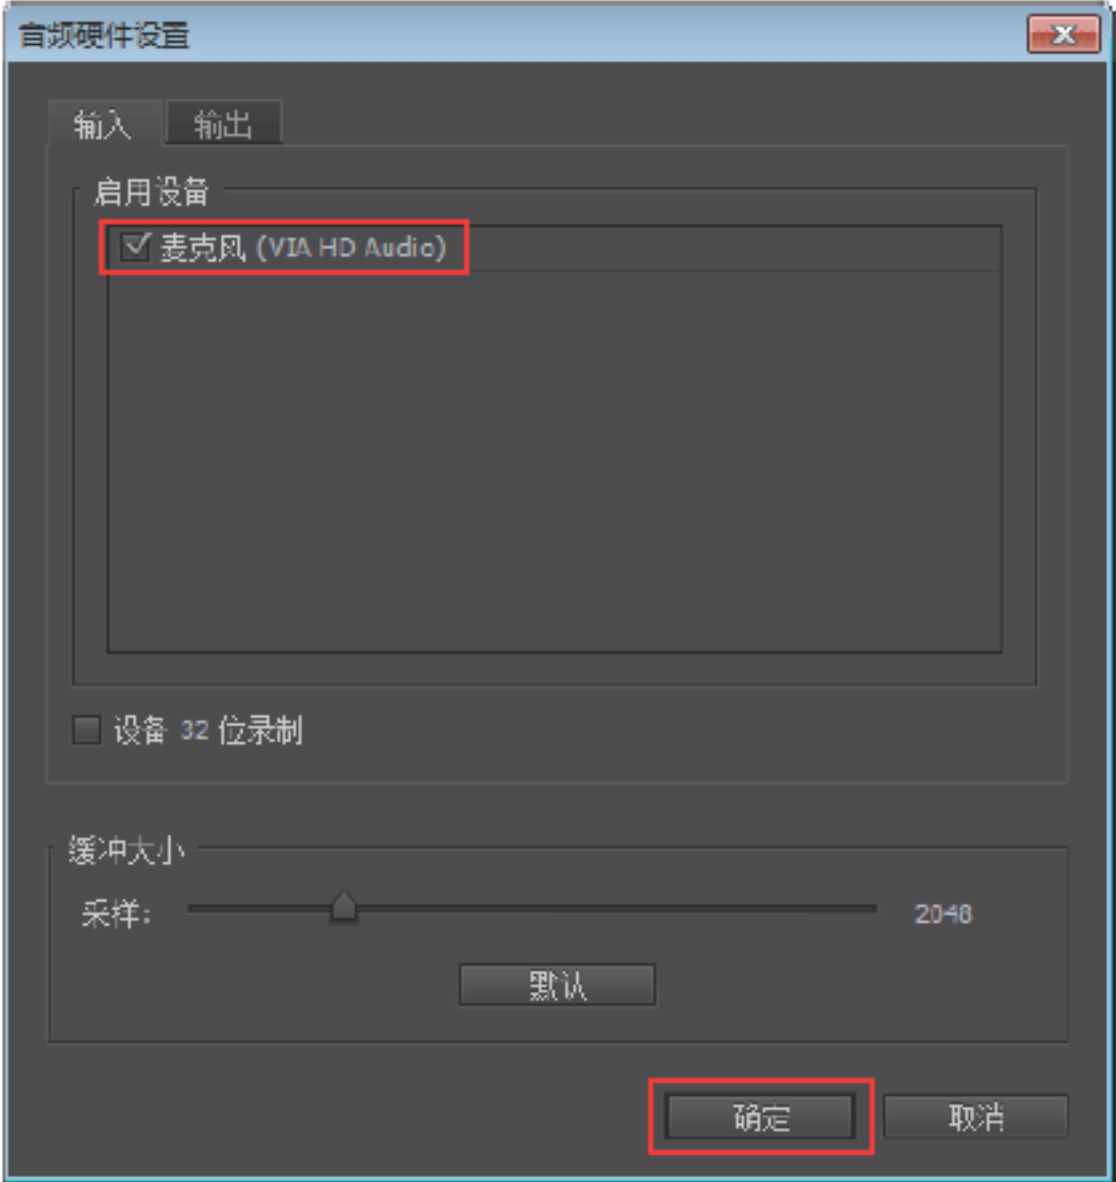 音频硬件设置
输入 输出
启用设备
麦克风 (VIA HD Audio)
设备 32 位录制
缓冲大小
采样: 2048
默认
确定 取消